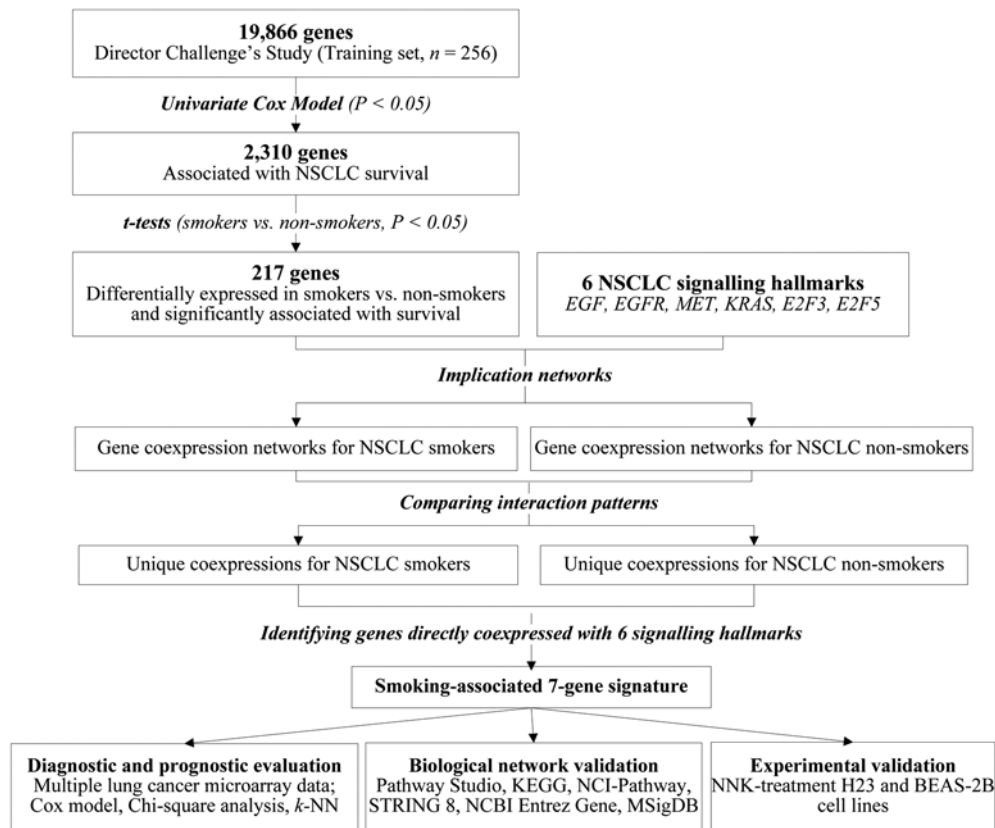 19,866 genes
Director Challenge's Study (Training set, n = 256)
Univariate Cox Model (P < 0.05)
2,310 genes
Associated with NSCLC survival
t-tests (smokers vs. non-smokers, P < 0.05)
217 genes
Differentially expressed in smokers vs. non-smokers
and significantly associated with survival
6 NSCLC signalling hallmarks
EGF, EGFR, MET, KRAS, E2F3, E2F5
Implication networks
Gene coexpression networks for NSCLC smokers
Gene coexpression networks for NSCLC non-smokers
Comparing interaction patterns
Unique coexpressions for NSCLC smokers
Unique coexpressions for NSCLC non-smokers
Identifying genes directly coexpressed with 6 signalling hallmarks
Smoking-associated 7-gene signature
Diagnostic and prognostic evaluation
Multiple lung cancer microarray data;
Cox model, Chi-square analysis, k-NN
Biological network validation
Pathway Studio, KEGG, NCI-Pathway,
STRING 8, NCBI Entrez Gene, MSigDB
Experimental validation
NNK-treatment H23 and BEAS-2B
cell lines